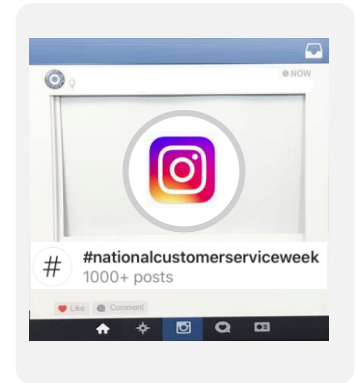 NOW
#
#nationalcustomerserviceweek
1000+ posts
Like
Comment